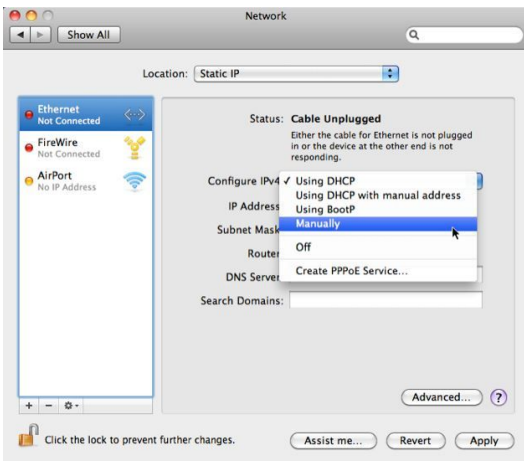 Network
Show All
Location: Static IP
Ethernet
Not Connected
FireWire
Not Connected
AirPort
No IP Address
Status: Cable Unplugged
Either the cable for Ethernet is not plugged
in or the device at the other end is not
responding.
Configure IPv4 ✓ Using DHCP
Using DHCP with manual address
Using BootP
Manually
Off
Create PPPoE Service...
IP Address
Subnet Mask
Router
DNS Server
Search Domains:
Advanced... ?
+ −
Click the lock to prevent further changes.
Assist me... Revert Apply